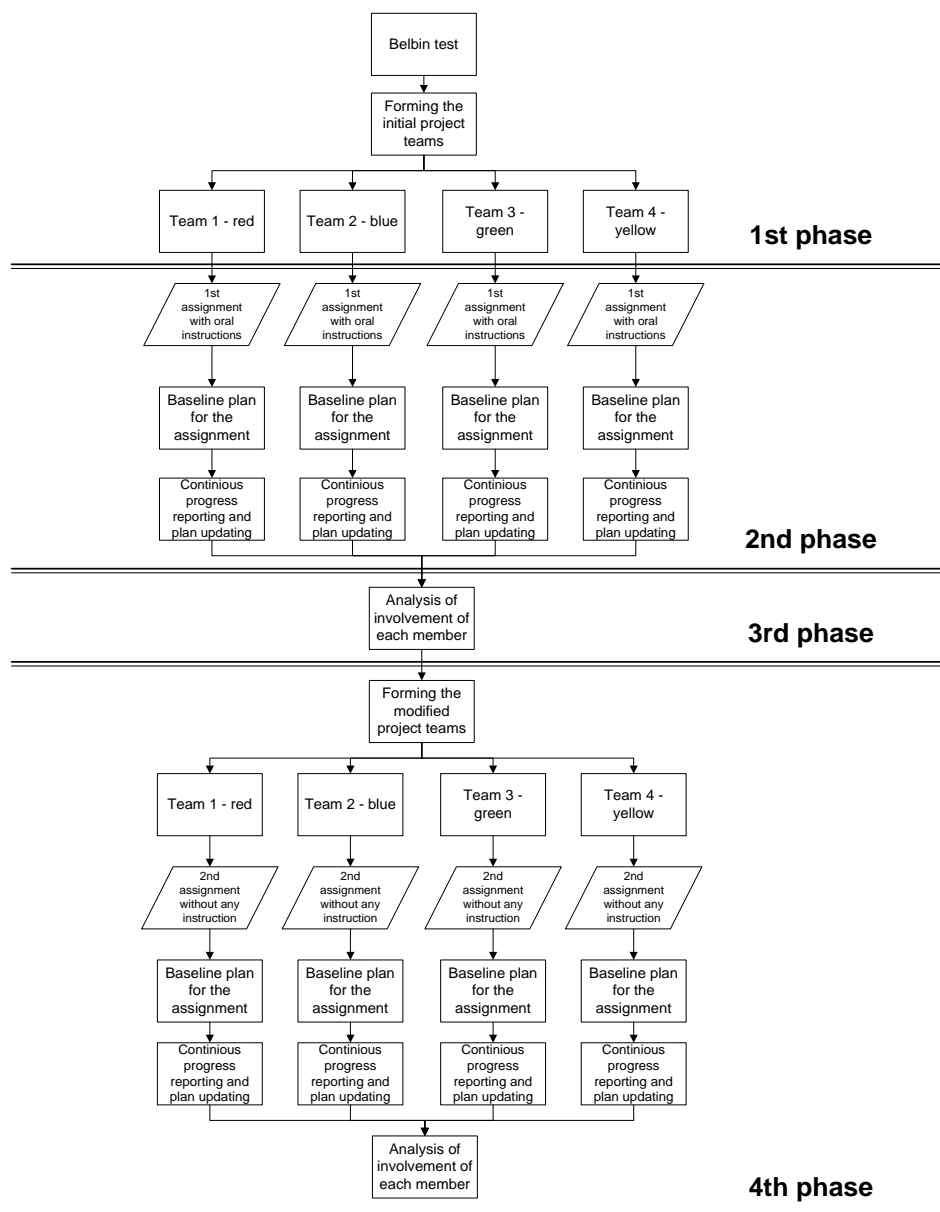 Belbin test
Forming the
initial project
teams
Team 1 - red
Team 2 - blue
Team 3 -
green
Team 4 -
yellow
1st phase
1st
assignment
with oral
instructions
1st
assignment
with oral
instructions
1st
assignment
with oral
instructions
1st
assignment
with oral
instructions
Baseline plan
for the
assignment
Baseline plan
for the
assignment
Baseline plan
for the
assignment
Baseline plan
for the
assignment
Continious
progress
reporting and
plan updating
Continious
progress
reporting and
plan updating
Continious
progress
reporting and
plan updating
Continious
progress
reporting and
plan updating
2nd phase
Analysis of
involvement of
each member
3rd phase
Forming the
modified
project teams
Team 1 - red
Team 2 - blue
Team 3 -
green
Team 4 -
yellow
2nd
assignment
without any
instruction
2nd
assignment
without any
instruction
2nd
assignment
without any
instruction
2nd
assignment
without any
instruction
Baseline plan
for the
assignment
Baseline plan
for the
assignment
Baseline plan
for the
assignment
Baseline plan
for the
assignment
Continious
progress
reporting and
plan updating
Continious
progress
reporting and
plan updating
Continious
progress
reporting and
plan updating
Continious
progress
reporting and
plan updating
Analysis of
involvement of
each member
4th phase